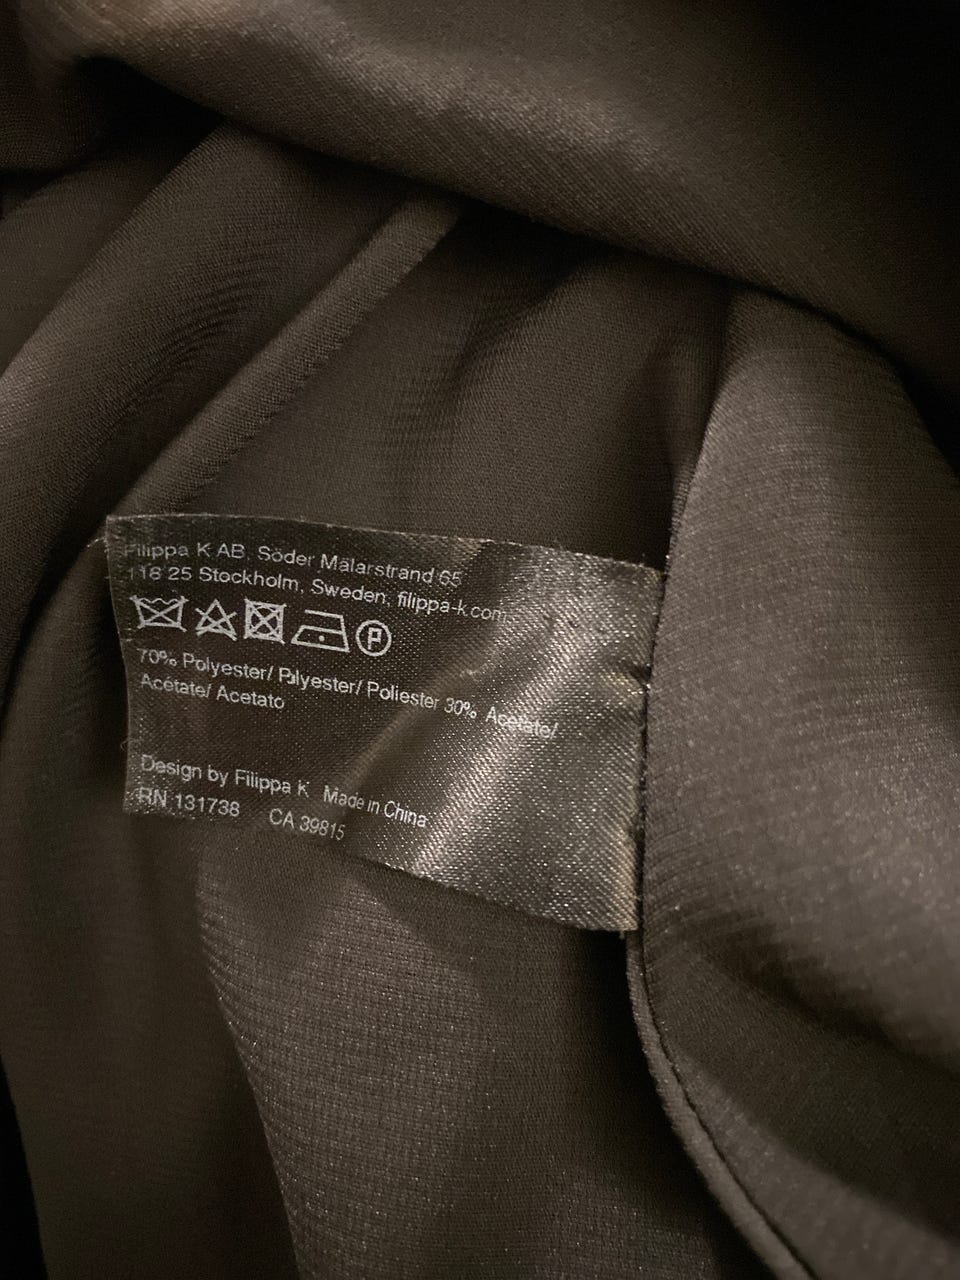 Filippa K AB, Söder Mälarstrand 65
118 25 Stockholm, Sweden, filippa-k.com
P
70% Polyester/ Polyester/ Poliester 30% Acetate/
Acétate/ Acetato
Design by Filippa K Made in China
RN 131738 CA 39815